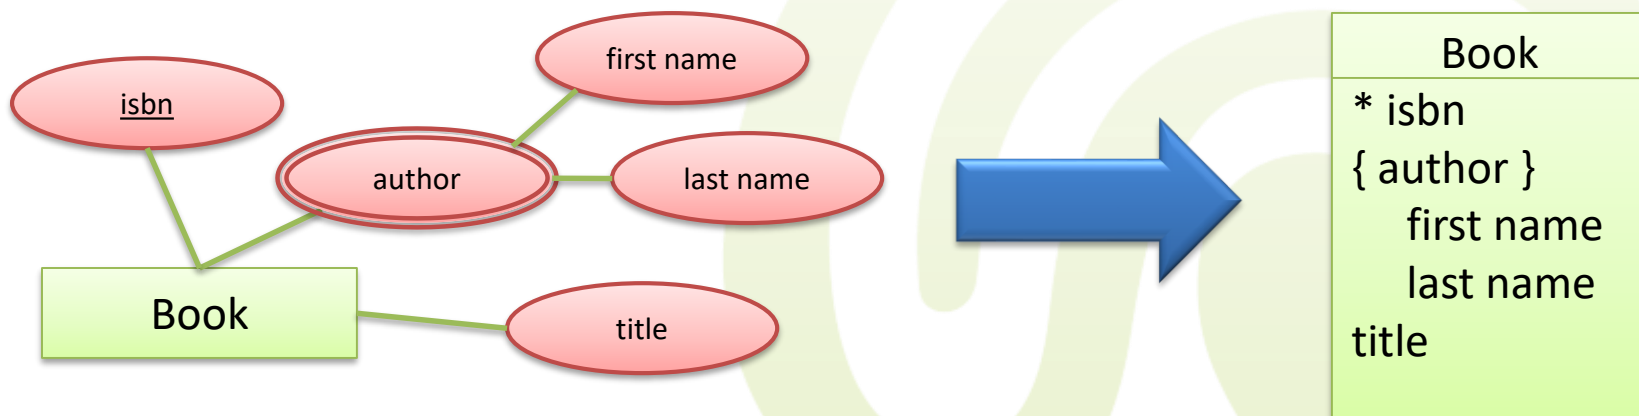 first name
isbn
author
last name
Book
title
Book
* isbn
{ author }
first name
last name
title